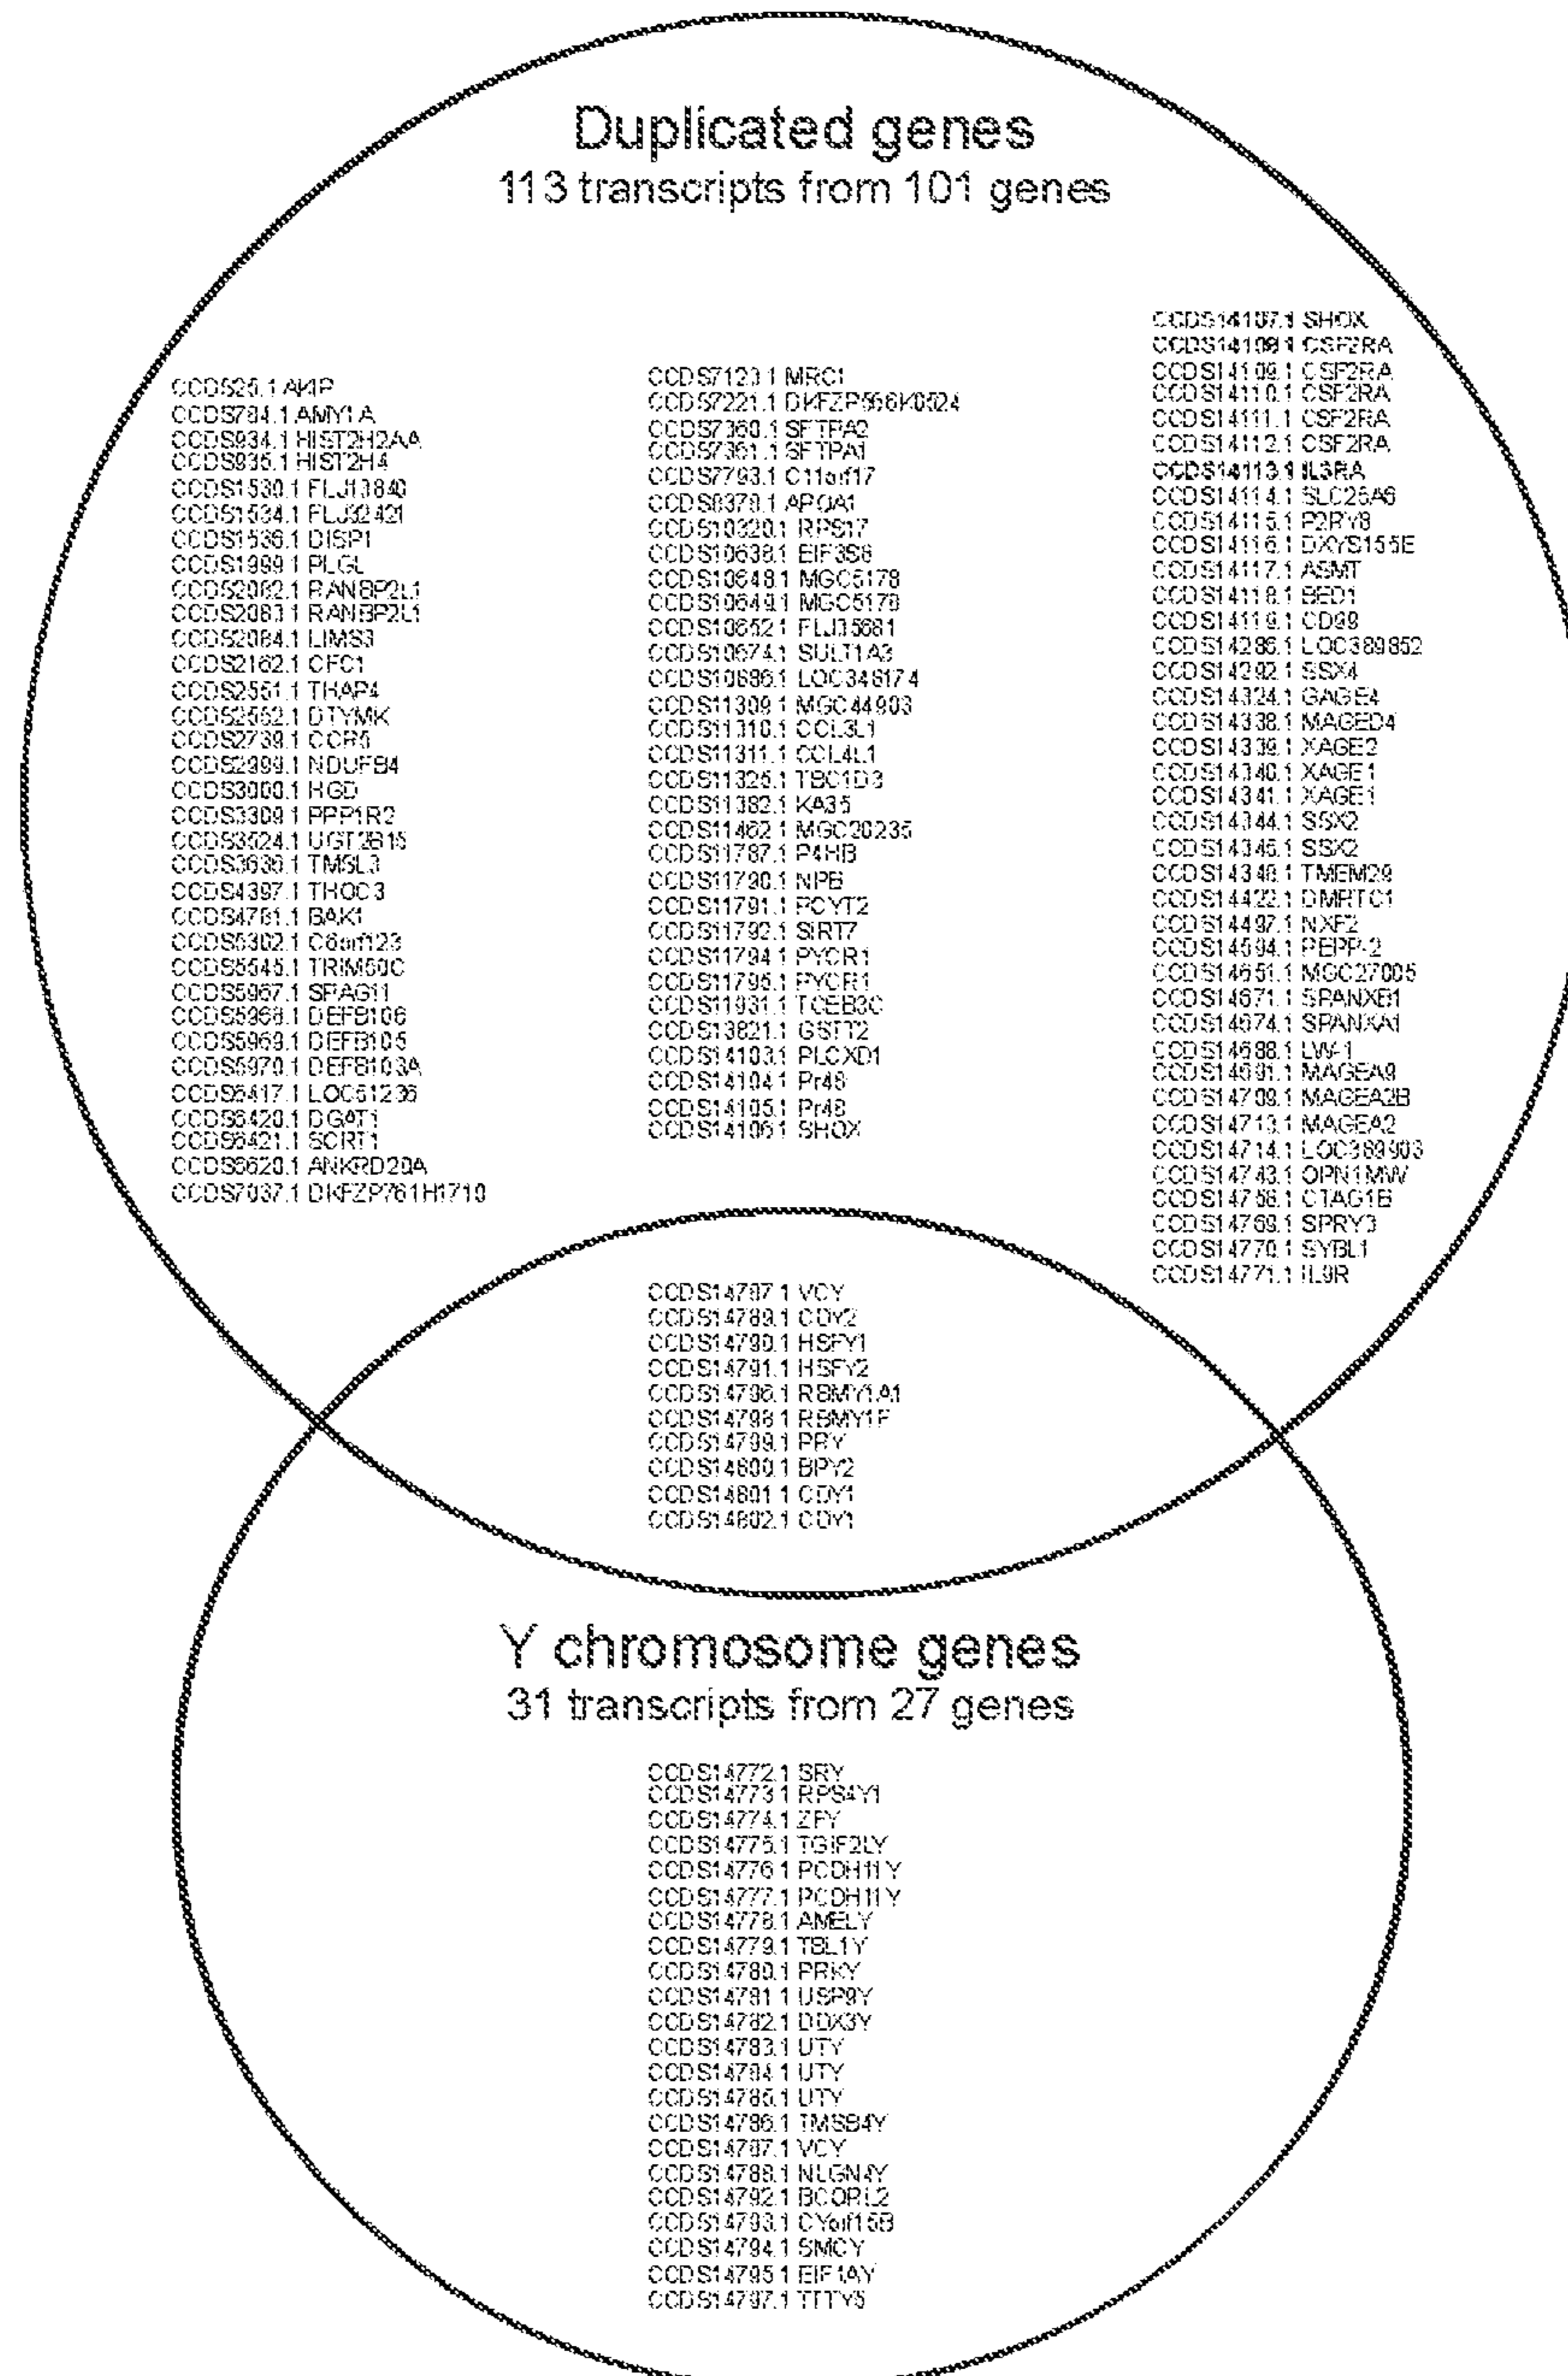 Duplicated genes
113 transcripts from 101 genes
CCDS25.1 AKIP
CCDS784.1 AMY1A
CCDS934.1 HIST2H2AA
CCDS935.1 HIST2H4
CCDS1530.1 FLJ13840
CCDS1534.1 FLJ32421
CCDS1536.1 DISP1
CCDS1999.1 PLGL
CCDS2082.1 RANBP2L1
CCDS2083.1 RANBP2L1
CCDS2084.1 LIMS3
CCDS2162.1 CFC1
CCDS2551.1 THAP4
CCDS2552.1 DTYMK
CCDS2739.1 CCR5
CCDS2999.1 NDUFB4
CCDS3000.1 HGD
CCDS3309.1 PPP1R2
CCDS3524.1 UGT2B15
CCDS3636.1 TMSL3
CCDS4397.1 THOC3
CCDS4781.1 BAK1
CCDS5302.1 C6orf123
CCDS5545.1 TRIM50C
CCDS5967.1 SPAG11
CCDS5968.1 DEFB106
CCDS5969.1 DEFB105
CCDS5970.1 DEFB103A
CCDS6417.1 LOC51236
CCDS6420.1 DGAT1
CCDS6421.1 SCRT1
CCDS6620.1 ANKRD20A
CCDS7037.1 DKFZP761H1710
CCDS7123.1 MRC1
CCDS7221.1 DKFZP566K0524
CCDS7360.1 SFTPA2
CCDS7361.1 SFTPA1
CCDS7793.1 C11orf17
CCDS8378.1 APOA1
CCDS10320.1 RPS17
CCDS10638.1 EIF3S8
CCDS10648.1 MGC5178
CCDS10649.1 MGC5178
CCDS10652.1 FLJ35681
CCDS10674.1 SULT1A3
CCDS10686.1 LOC348174
CCDS11309.1 MGC44903
CCDS11310.1 CCL3L1
CCDS11311.1 CCL4L1
CCDS11325.1 TBC1D3
CCDS11382.1 KA35
CCDS11462.1 MGC20235
CCDS11787.1 P4HB
CCDS11790.1 NPB
CCDS11791.1 PCYT2
CCDS11792.1 SIRT7
CCDS11794.1 PYCR1
CCDS11795.1 PYCR1
CCDS11931.1 TCEB3C
CCDS13821.1 GSTT2
CCDS14103.1 PLCXD1
CCDS14104.1 Pr48
CCDS14105.1 Pr48
CCDS14106.1 SHOX
CCDS14107.1 SHOX
CCDS14108.1 CSF2RA
CCDS14109.1 CSF2RA
CCDS14110.1 CSF2RA
CCDS14111.1 CSF2RA
CCDS14112.1 CSF2RA
CCDS14113.1 IL3RA
CCDS14114.1 SLC25A6
CCDS14115.1 P2RY8
CCDS14116.1 DXYS155E
CCDS14117.1 ASMT
CCDS14118.1 BED1
CCDS14119.1 CD99
CCDS14286.1 LOC389852
CCDS14292.1 SSX4
CCDS14324.1 GAGE4
CCDS14338.1 MAGED4
CCDS14339.1 XAGE2
CCDS14340.1 XAGE1
CCDS14341.1 XAGE1
CCDS14344.1 SSX2
CCDS14345.1 SSX2
CCDS14348.1 TMEM29
CCDS14422.1 DMRTC1
CCDS14497.1 NXF2
CCDS14594.1 PEPP-2
CCDS14651.1 MGC27005
CCDS14671.1 SPANXB1
CCDS14674.1 SPANXA1
CCDS14688.1 LW-1
CCDS14691.1 MAGEA9
CCDS14709.1 MAGEA2B
CCDS14713.1 MAGEA2
CCDS14714.1 LOC389903
CCDS14743.1 OPN1MW
CCDS14758.1 CTAG1B
CCDS14769.1 SPRY3
CCDS14770.1 SYBL1
CCDS14771.1 IL9R
CCDS14787.1 VCY
CCDS14789.1 CDY2
CCDS14790.1 HSFY1
CCDS14791.1 HSFY2
CCDS14796.1 RBMY1A1
CCDS14798.1 RBMY1F
CCDS14799.1 PRY
CCDS14800.1 BPY2
CCDS14801.1 CDY1
CCDS14802.1 CDY1
Y chromosome genes
31 transcripts from 27 genes
CCDS14772.1 SRY
CCDS14773.1 RPS4Y1
CCDS14774.1 ZFY
CCDS14775.1 TGIF2LY
CCDS14776.1 PCDH11Y
CCDS14777.1 PCDH11Y
CCDS14778.1 AMELY
CCDS14779.1 TBL1Y
CCDS14780.1 PRKY
CCDS14781.1 USP9Y
CCDS14782.1 DDX3Y
CCDS14783.1 UTY
CCDS14784.1 UTY
CCDS14785.1 UTY
CCDS14786.1 TMSB4Y
CCDS14787.1 VCY
CCDS14788.1 NLGN4Y
CCDS14792.1 BCORL2
CCDS14793.1 CYorf15B
CCDS14794.1 SMCY
CCDS14795.1 EIF1AY
CCDS14797.1 TTTY5